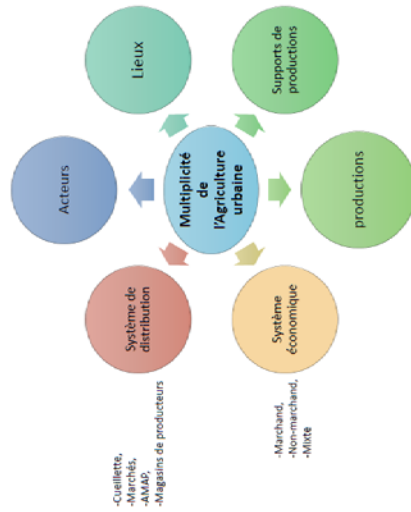 Acteurs
Lieux
Supports de
productions
productions
Système
économique
Système de
distribution
Multiplicité
de
l'Agriculture
urbaine
-Cueillette,
-Marchés,
-AMAP,
-Magasins de producteurs
-Marchand,
-Non-marchand,
-Mixte